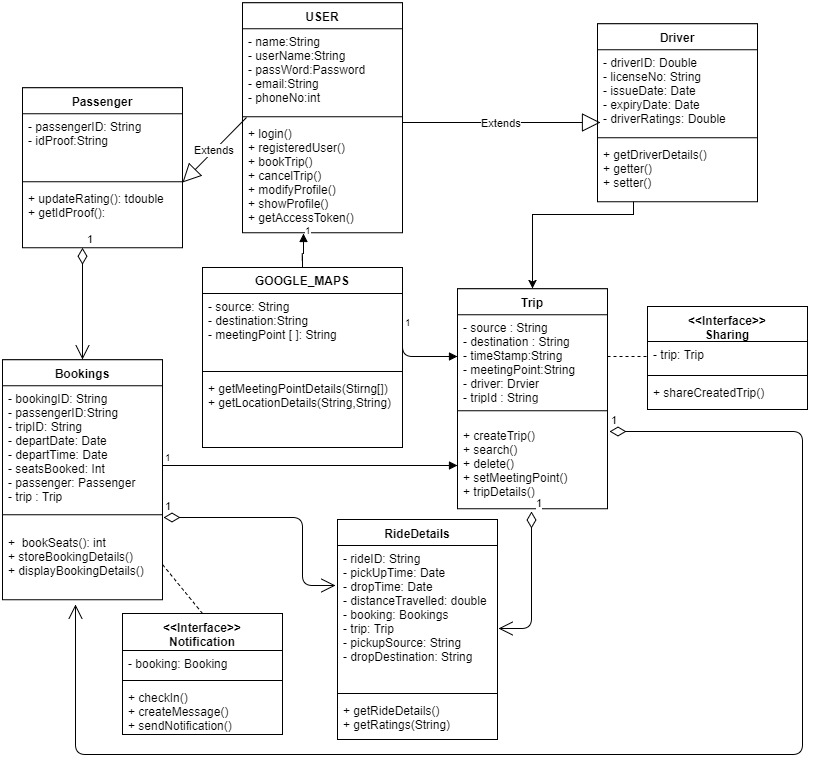 USER
- name:String
- userName:String
- passWord:Password
- email:String
- phoneNo:int
+ login()
+ registeredUser()
+ bookTrip()
+ cancelTrip()
+ modifyProfile()
+ showProfile()
+ getAccessToken()
1
Driver
- driverID: Double
- licenseNo: String
- issueDate: Date
- expiryDate: Date
- driverRatings: Double
+ getDriverDetails()
+ getter()
+ setter()
Extends
Extends
Passenger
- passengerID: String
- idProof:String
+ updateRating(): tdouble
+ getIdProof():
1
GOOGLE_MAPS
- source: String
- destination:String
- meetingPoint [ ]: String
+ getMeetingPointDetails(Stirng[])
+ getLocationDetails(String,String)
1
Trip
- source : String
- destination : String
- timeStamp:String
- meetingPoint:String
- driver: Drvier
- tripId : String
+ createTrip()
+ search()
+ delete()
+ setMeetingPoint()
+ tripDetails()
1
1
<<Interface>>
Sharing
- trip: Trip
+ shareCreatedTrip()
Bookings
- bookingID: String
- passengerID:String
- tripID: String
- departDate: Date
- departTime: Date
- seatsBooked: Int
- passenger: Passenger
- trip : Trip
+ bookSeats(): int
+ storeBookingDetails()
+ displayBookingDetails()
1
1
RideDetails
- rideID: String
- pickUpTime: Date
- dropTime: Date
- distanceTravelled: double
- booking: Bookings
- trip: Trip
- pickupSource: String
- dropDestination: String
+ getRideDetails()
+ getRatings(String)
<<Interface>>
Notification
- booking: Booking
+ checkIn()
+ createMessage()
+ sendNotification()